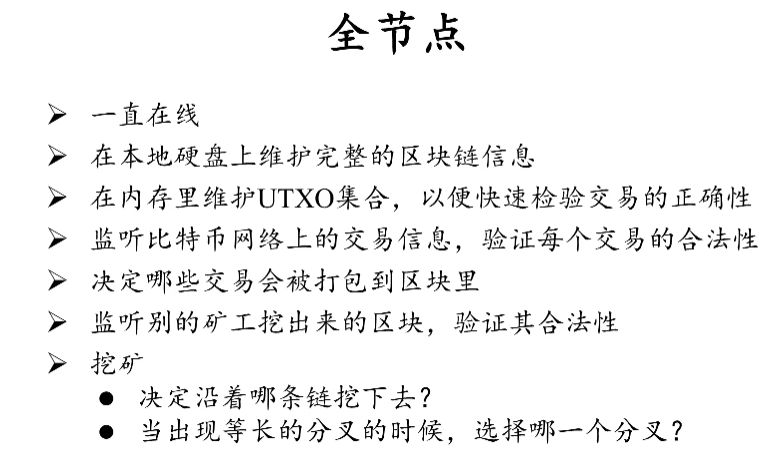 全节点
➢ 一直在线
➢ 在本地硬盘上维护完整的区块链信息
➢ 在内存里维护UTXO集合，以便快速检验交易的正确性
➢ 监听比特币网络上的交易信息，验证每个交易的合法性
➢ 决定哪些交易会被打包到区块里
➢ 监听别的矿工挖出来的区块，验证其合法性
➢ 挖矿
● 决定沿着哪条链挖下去？
● 当出现等长的分叉的时候，选择哪一个分叉？